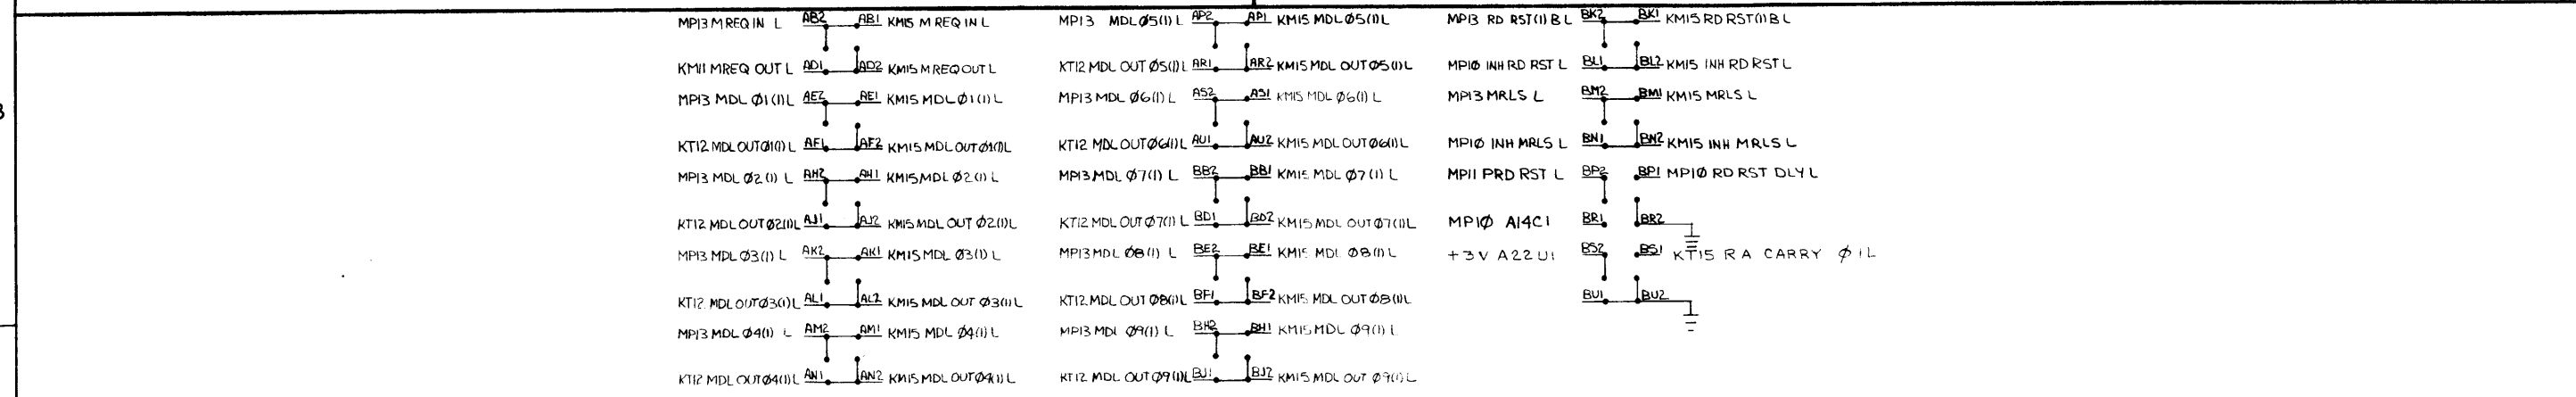 MP13 M REQ IN L AB2 AB1 KM15 M REQ IN L
KM11 MREQ OUT L AD1 AD2 KM15 M REQ OUT L
MP13 MDL Ø1(1) L AE2 AE1 KM15 MDL Ø1(1) L
KT12 MDL OUT Ø1(1) L AF1 AF2 KM15 MDL OUT Ø1(1)L
MP13 MDL Ø2(1) L AH2 AH1 KM15 MDL Ø2(1) L
KT12 MDL OUT Ø2(1)L AJ1 AJ2 KM15 MDL OUT Ø2(1)L
MP13 MDL Ø3(1) L AK2 AK1 KM15 MDL Ø3(1) L
KT12 MDL OUT Ø3(1)L AL1 AL2 KM15 MDL OUT Ø3(1)L
MP13 MDL Ø4(1) L AM2 AM1 KM15 MDL Ø4(1) L
KT12 MDL OUT Ø4(1)L AN1 AN2 KM15 MDL OUT Ø4(1) L
MP13 MDL Ø5(1) L AP2 AP1 KM15 MDL Ø5(1)L
KT12 MDL OUT Ø5(1) L AR1 AR2 KM15 MDL OUT Ø5(1)L
MP13 MDL Ø6(1) L AS2 AS1 KM15 MDL Ø6(1) L
KT12 MDL OUT Ø6(1)L AU1 AU2 KM15 MDL OUT Ø6(1)L
MP13 MDL Ø7(1) L BB2 BB1 KM15 MDL Ø7(1) L
KT12 MDL OUT Ø7(1) L BD1 BD2 KM15 MDL OUT Ø7(1)L
MP13 MDL Ø8(1) L BE2 BE1 KM15 MDL Ø8(1) L
KT12 MDL OUT Ø8(1)L BF1 BF2 KM15 MDL OUT Ø8(1)L
MP13 MDL Ø9(1) L BH2 BH1 KM15 MDL Ø9(1) L
KT12 MDL OUT Ø9(1)L BJ1 BJ2 KM15 MDL OUT Ø9(1)L
MP13 RD RST(1) B L BK2 BK1 KM15 RD RST(1)B L
MP1Ø INH RD RST L BL1 BL2 KM15 INH RD RST L
MP13 MRLS L BM2 BM1 KM15 MRLS L
MP1Ø INH MRLS L BN1 BN2 KM15 INH MRLS L
MP11 PRD RST L BP2 BP1 MP1Ø RD RST DLY L
MP1Ø A14C1 BR1 BR2
+3V A22U1 BS2 BS1 KT15 RA CARRY Ø1L
BU1 BU2